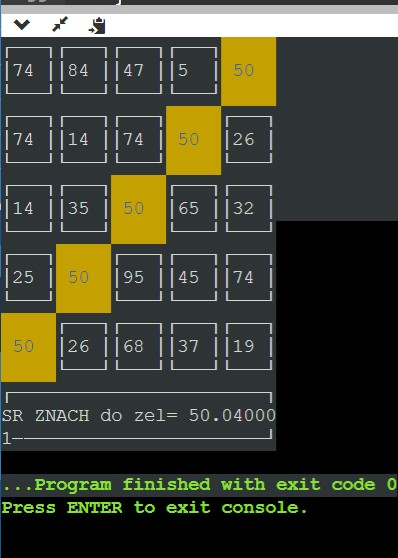 74 84 47 5 50
74 14 74 50 26
14 35 50 65 32
25 50 95 45 74
50 26 68 37 19
SR ZNACH do zel= 50.04000
1
...Program finished with exit code 0
Press ENTER to exit console.